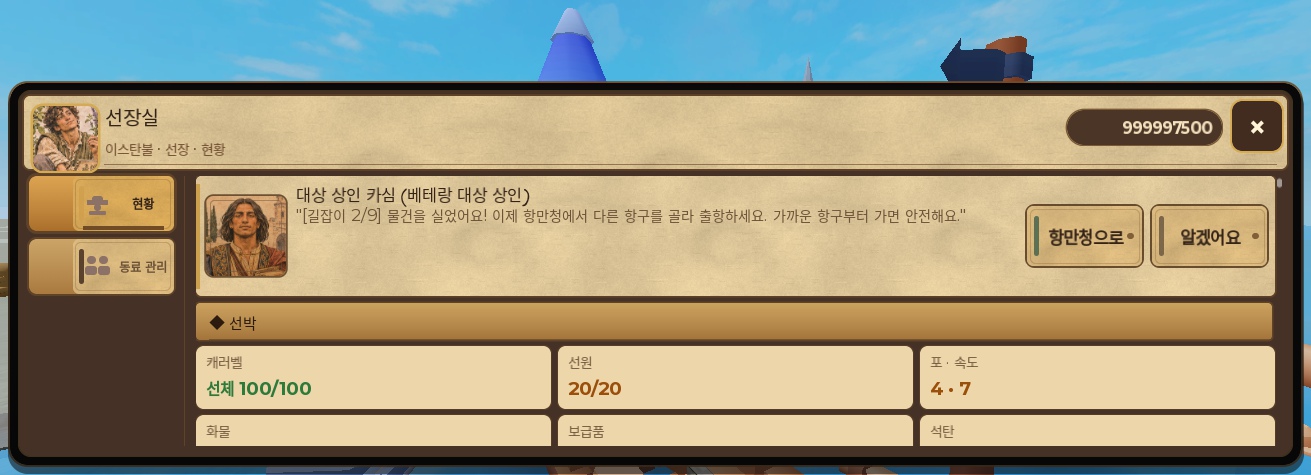 선장실
이스탄불 · 선장 · 현황
999997500
×
현황
동료 관리
대상 상인 카심 (베테랑 대상 상인)
"[길잡이 2/9] 물건을 실었어요! 이제 항만청에서 다른 항구를 골라 출항하세요. 가까운 항구부터 가면 안전해요."
항만청으로
알겠어요
◆ 선박
캐러벨
선체 100/100
선원
20/20
포 · 속도
4 · 7
화물
보급품
석탄